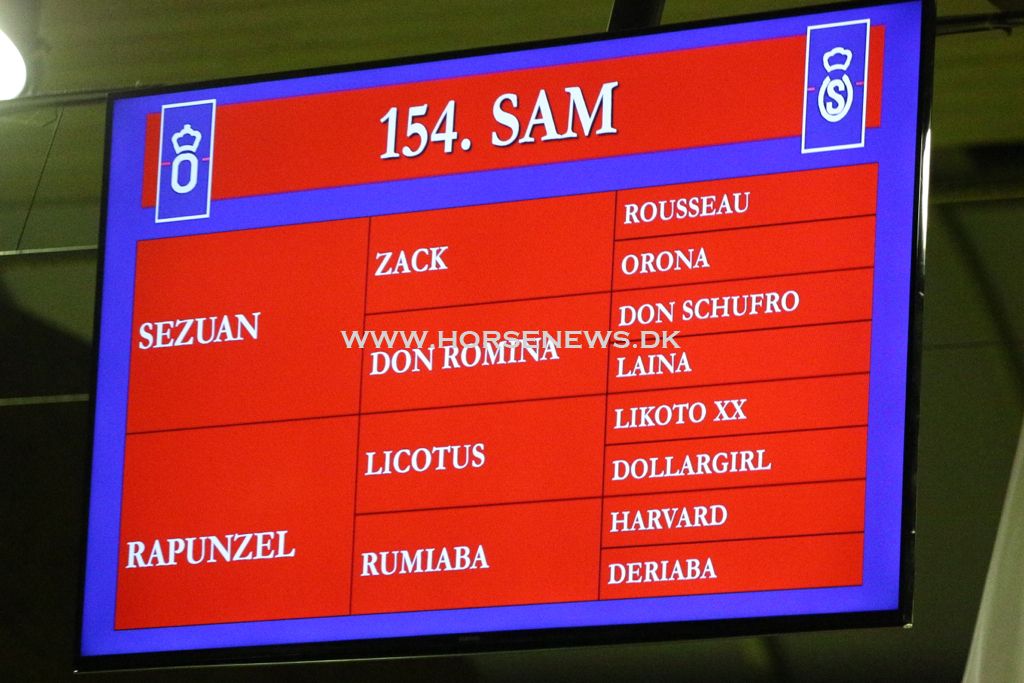 154. SAM
O
S
SEZUAN
ZACK
ROUSSEAU
ORONA
DON ROMINA
DON SCHUFRO
LAINA
RAPUNZEL
LICOTUS
LIKOTO XX
DOLLARGIRL
RUMIABA
HARVARD
DERIABA
WWW.HORSENEWS.DK